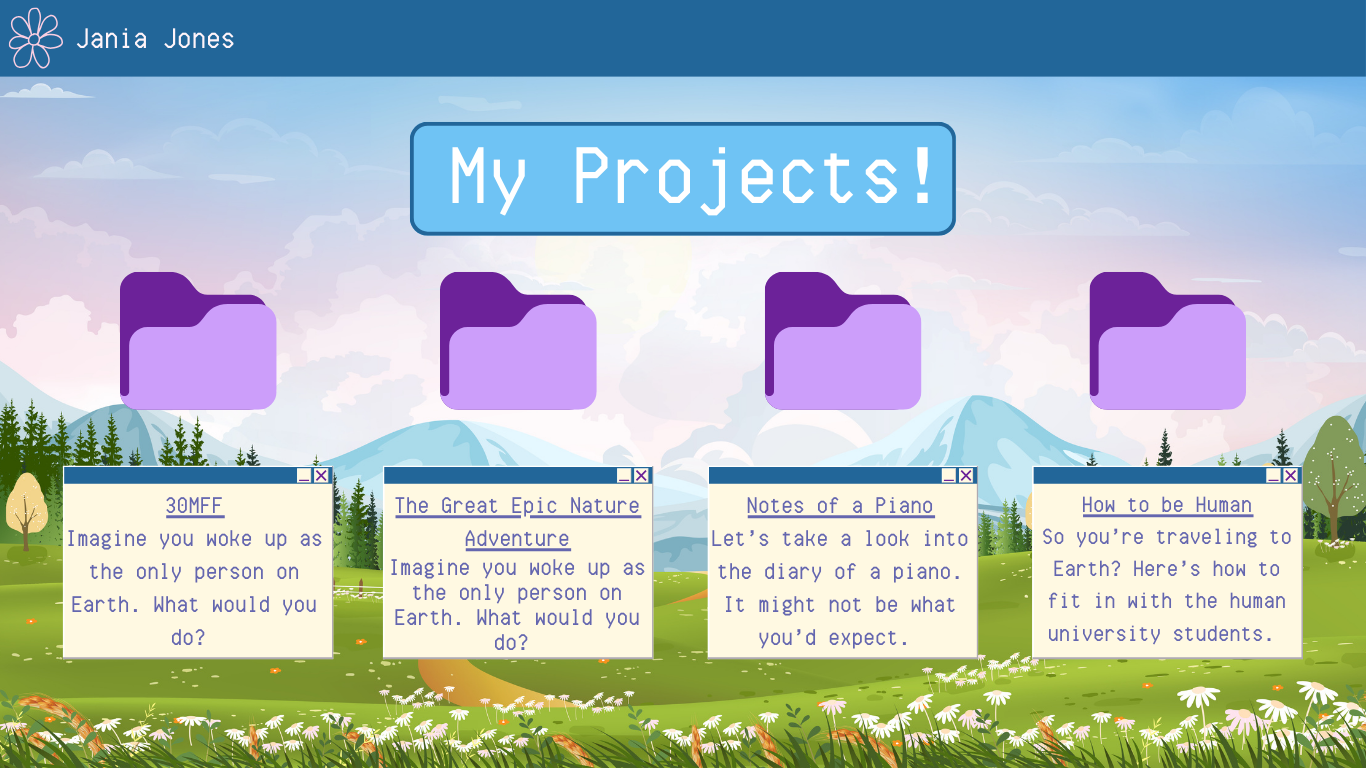 Jania Jones
My Projects!
30MFF
Imagine you woke up as
the only person on
Earth. What would you
do?
The Great Epic Nature
Adventure
Imagine you woke up as
the only person on
Earth. What would you
do?
Notes of a Piano
Let’s take a look into
the diary of a piano.
It might not be what
you’d expect.
How to be Human
So you’re traveling to
Earth? Here’s how to
fit in with the human
university students.